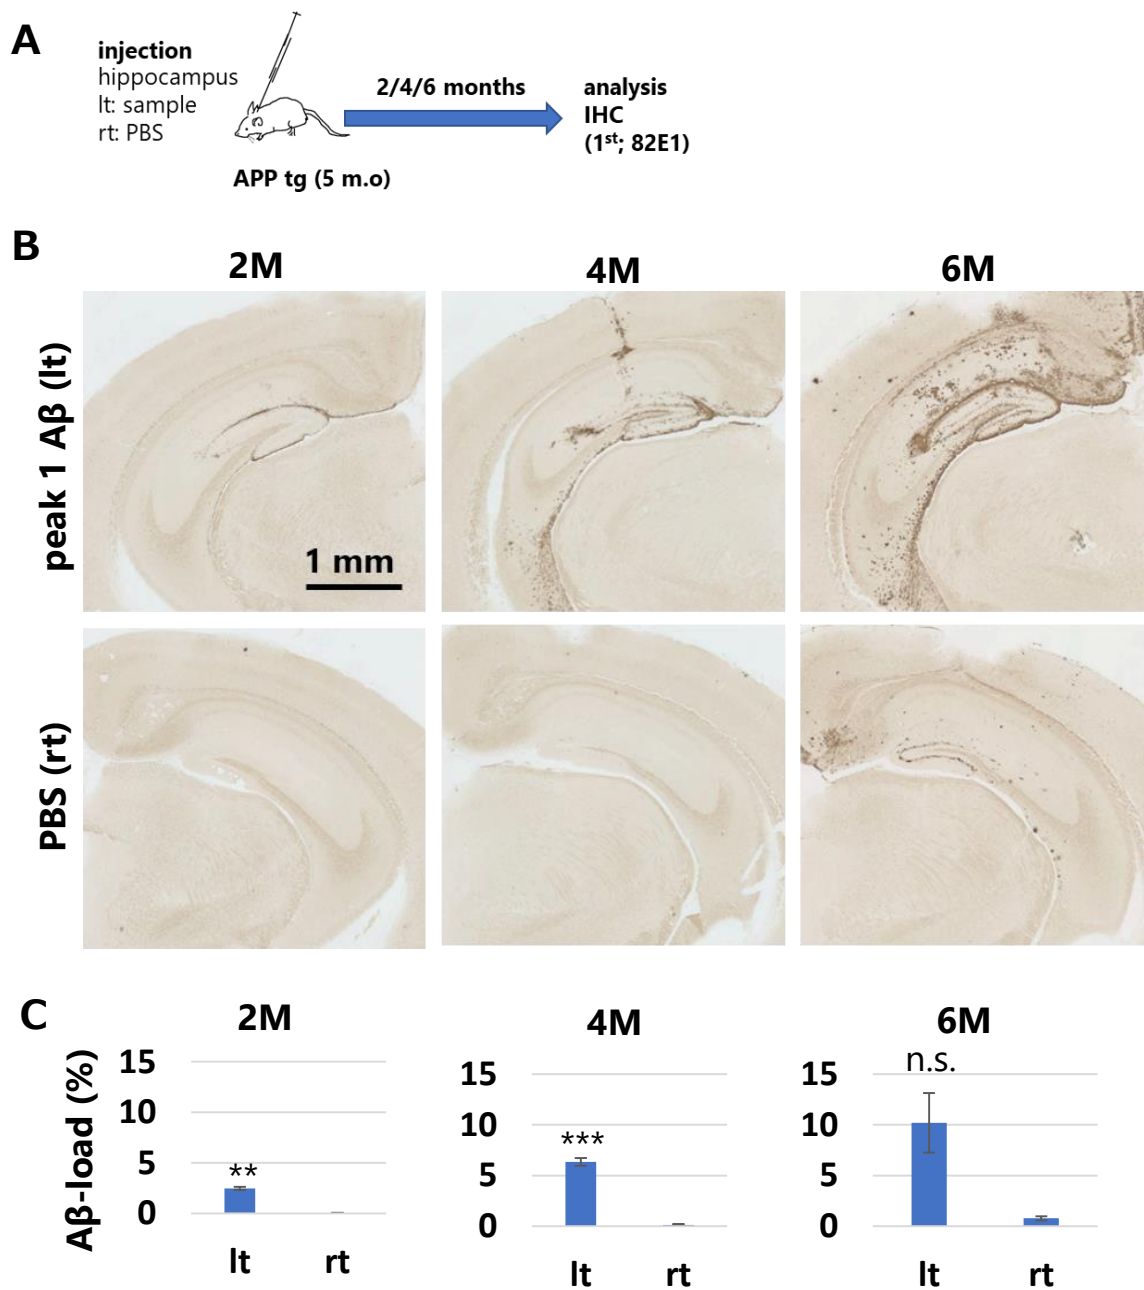 A
injection
hippocampus
lt: sample
rt: PBS
2/4/6 months
analysis
IHC
(1st; 82E1)
APP tg (5 m.o)
B
2M
4M
6M
peak 1 Aβ (lt)
1 mm
PBS (rt)
C
2M
4M
6M
Aβ-load (%)
15
10
5
0
**
lt
rt
15
10
5
0
***
lt
rt
15
10
5
0
n.s.
lt
rt